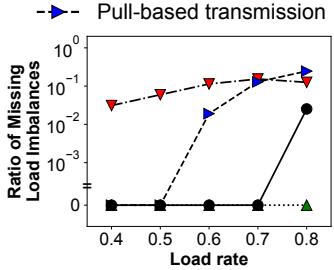 Pull-based transmission
10^0
10^-1
10^-2
10^-3
0
Ratio of Missing
Load Imbalances
0.4 0.5 0.6 0.7 0.8
Load rate